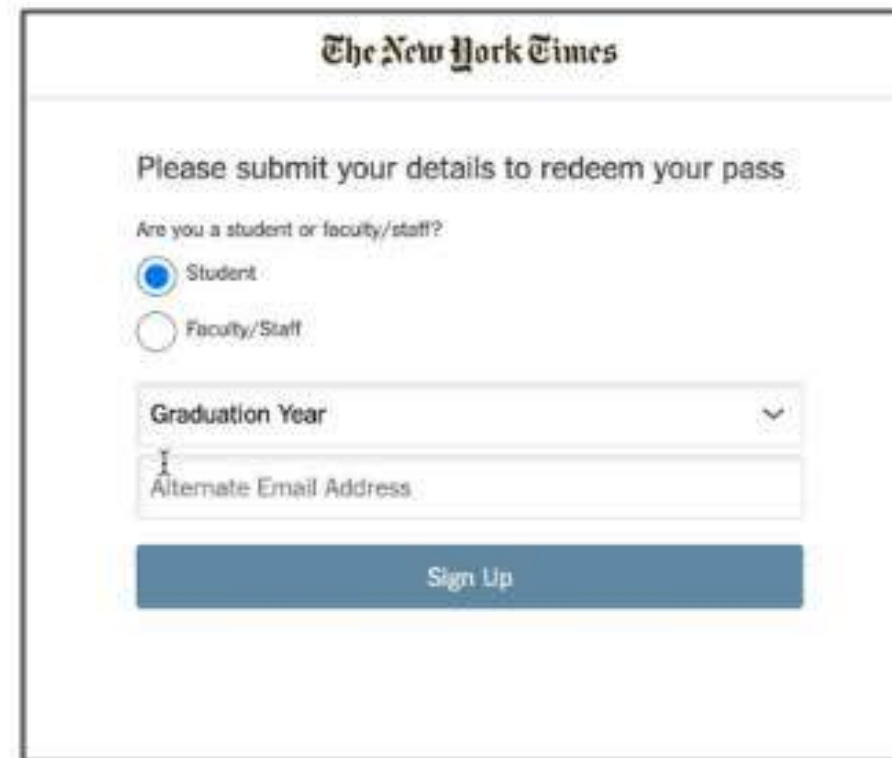 The New York Times
Please submit your details to redeem your pass
Are you a student or faculty/staff?
Student
Faculty/Staff
Graduation Year
Alternate Email Address
Sign Up